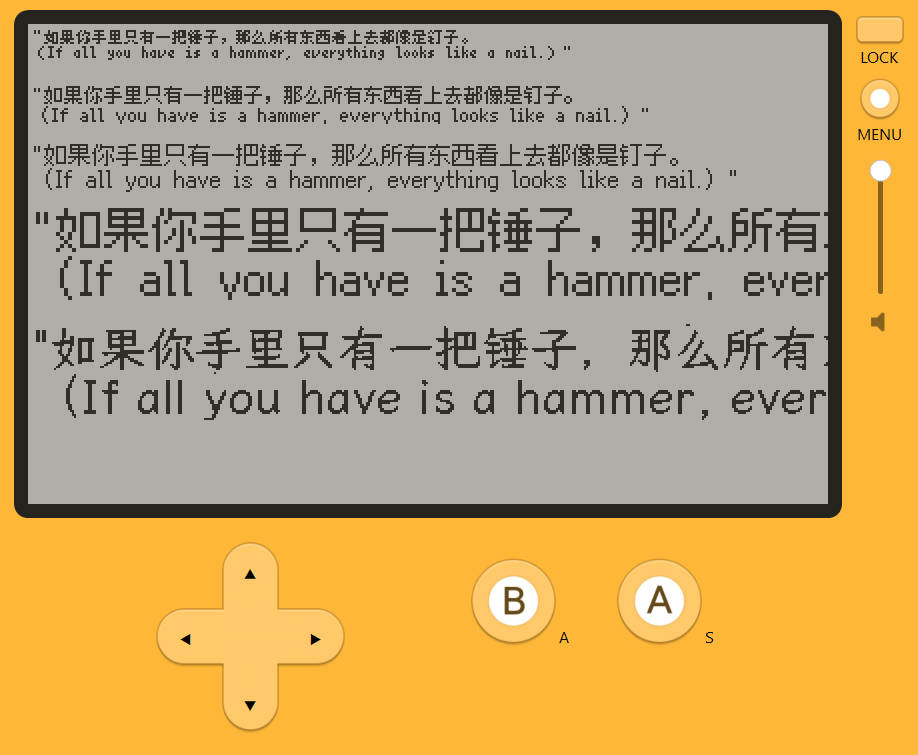 "如果你手里只有一把锤子，那么所有东西看上去都像是钉子。
(If all you have is a hammer, everything looks like a nail.) "
"如果你手里只有一把锤子，那么所有东西看上去都像是钉子。
(If all you have is a hammer, everything looks like a nail.) "
"如果你手里只有一把锤子，那么所有东西看上去都像是钉子。
(If all you have is a hammer, everything looks like a nail.) "
"如果你手里只有一把锤子，那么所有
(If all you have is a hammer, ever
"如果你手里只有一把锤子，那么所有
(If all you have is a hammer, ever
LOCK
MENU
B
A
A
S